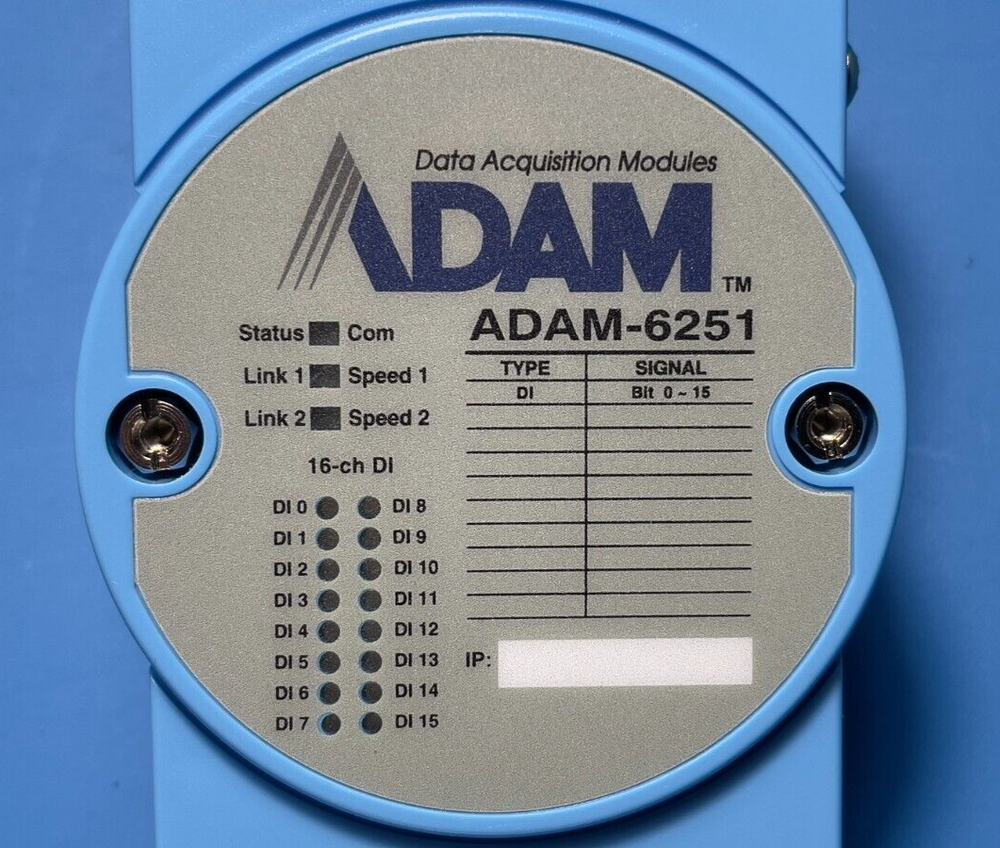 Data Acquisition Modules
ADAM™
ADAM-6251
Status Com
Link 1 Speed 1
Link 2 Speed 2
TYPE SIGNAL
DI Bit 0 ~ 15
16-ch DI
DI 0 DI 8
DI 1 DI 9
DI 2 DI 10
DI 3 DI 11
DI 4 DI 12
DI 5 DI 13
DI 6 DI 14
DI 7 DI 15
IP: